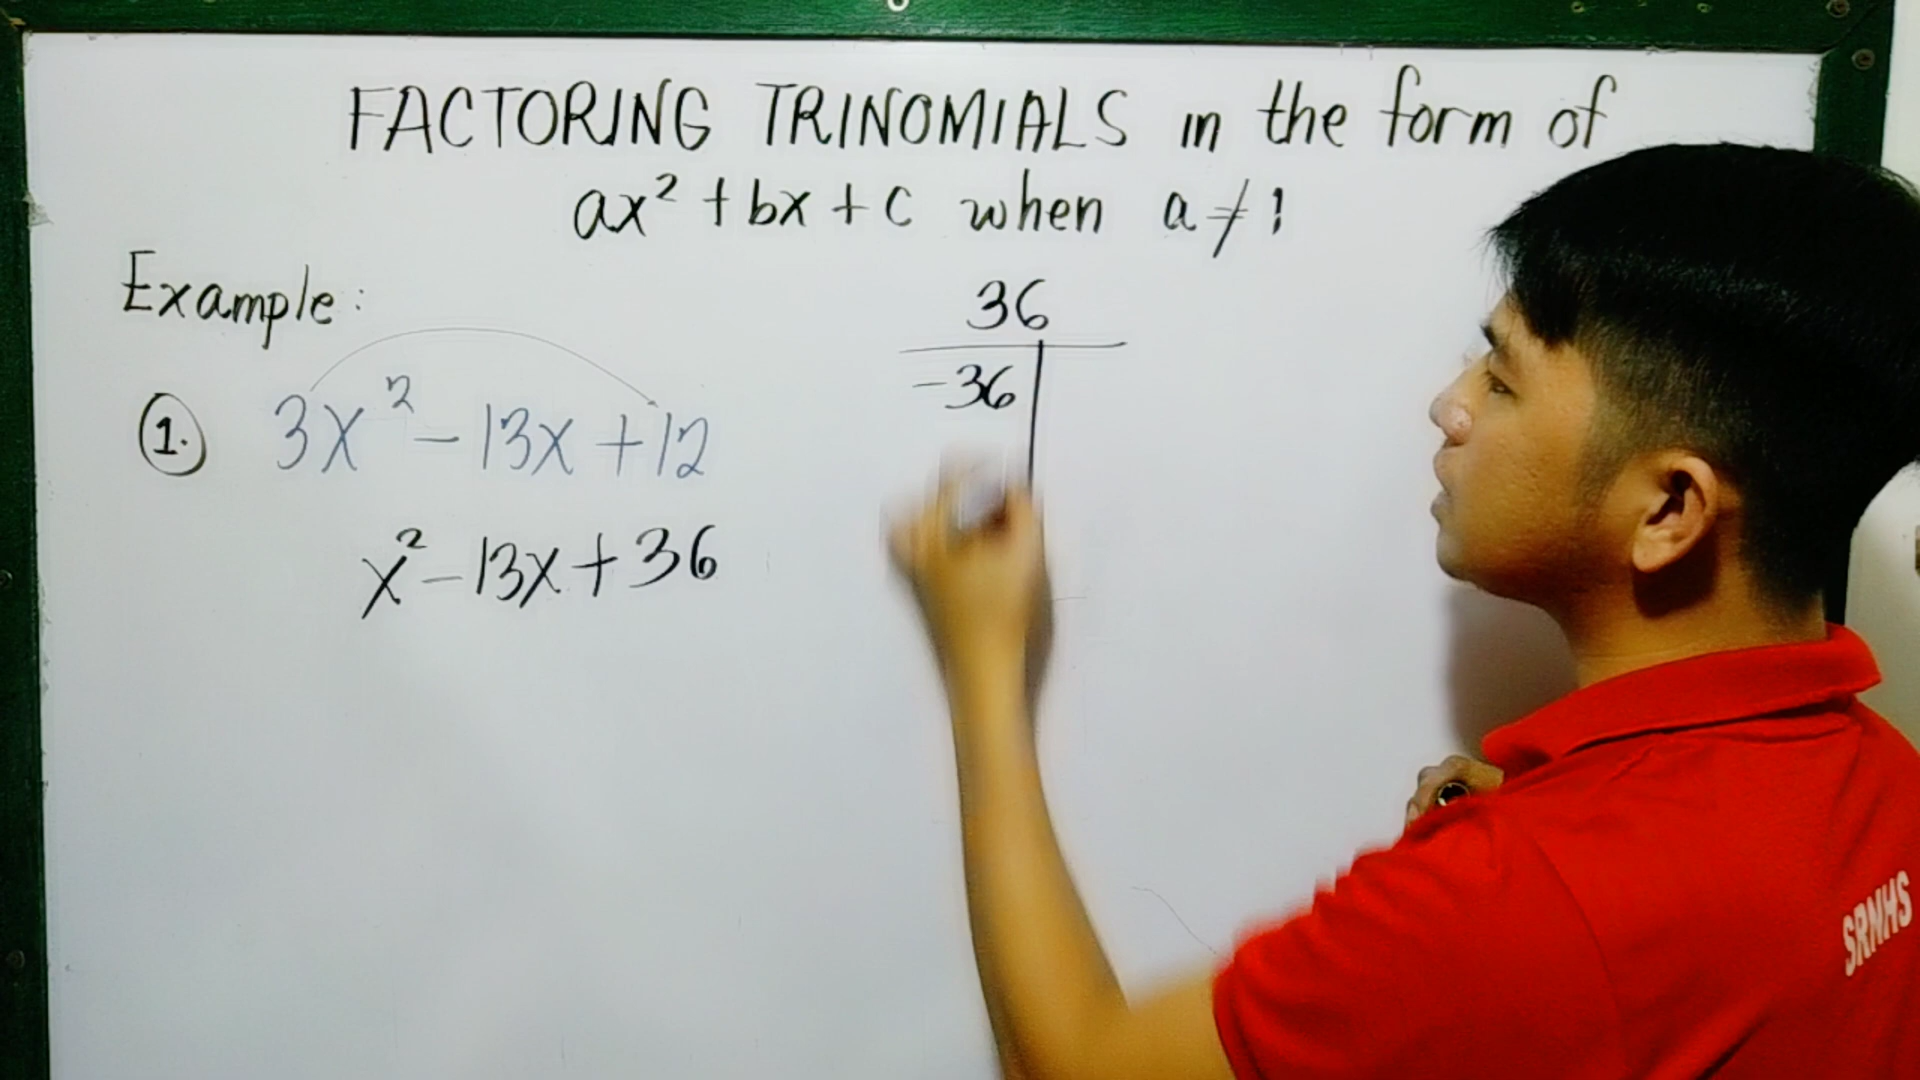 FACTORING TRINOMIALS in the form of
ax² + bx + c when a ≠ 1
Example:
1. 3x² - 13x + 12
x² - 13x + 36
36
-36
SRNHS